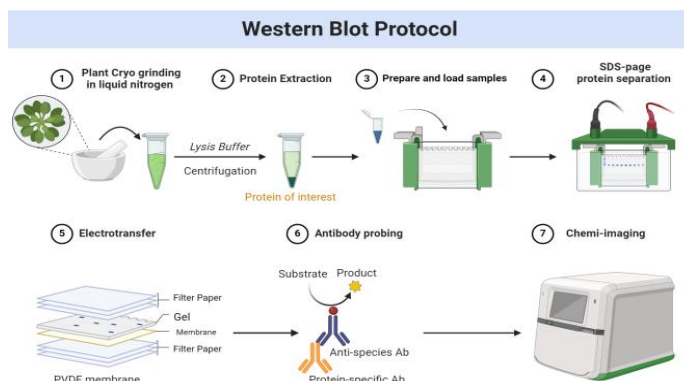 Western Blot Protocol
1
Plant Cryo grinding
in liquid nitrogen
2
Protein Extraction
3
Prepare and load samples
4
SDS-page
protein separation
Lysis Buffer
Centrifugation
Protein of interest
5
Electrotransfer
6
Antibody probing
7
Chemi-imaging
Filter Paper
Gel
Membrane
Filter Paper
PVDF membrane
Substrate
Product
Anti-species Ab
Protein-specific Ab